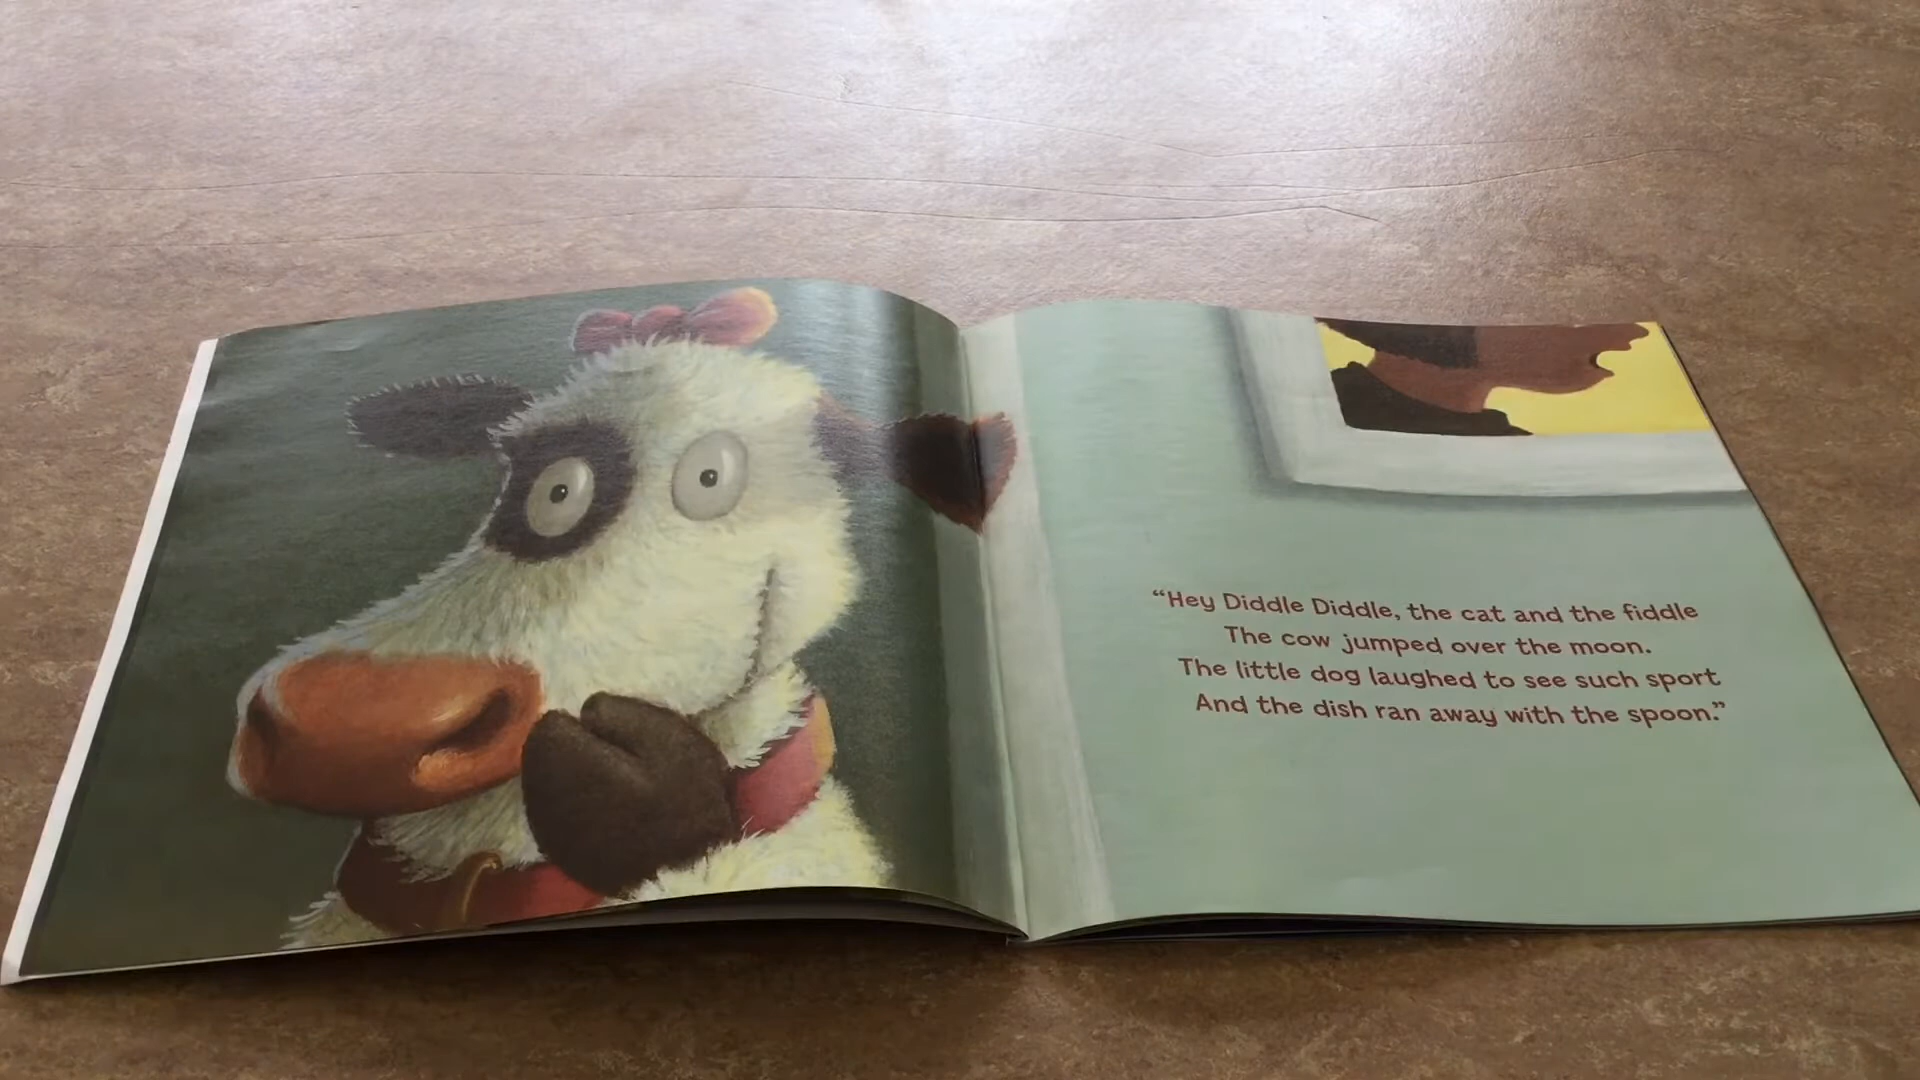 “Hey Diddle Diddle, the cat and the fiddle
The cow jumped over the moon.
The little dog laughed to see such sport
And the dish ran away with the spoon.”